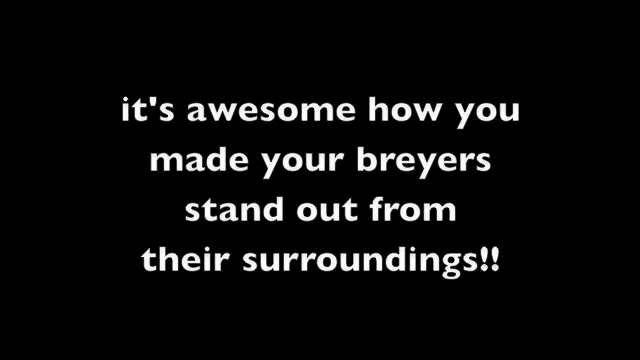 it's awesome how you
made your breyers
stand out from
their surroundings!!